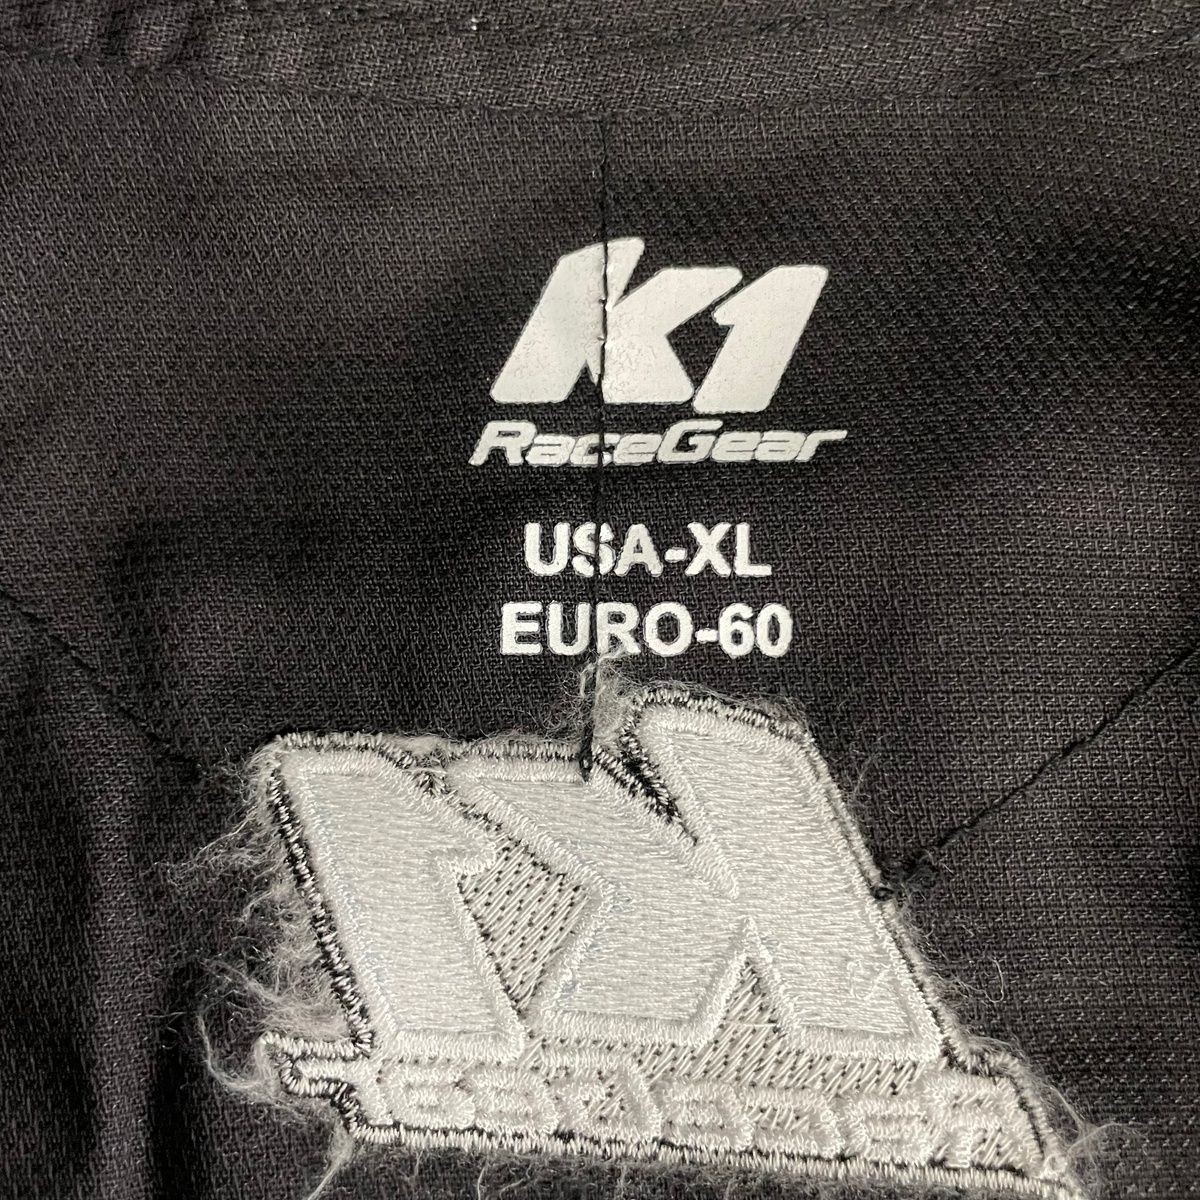 K1
RaceGear
USA-XL
EURO-60